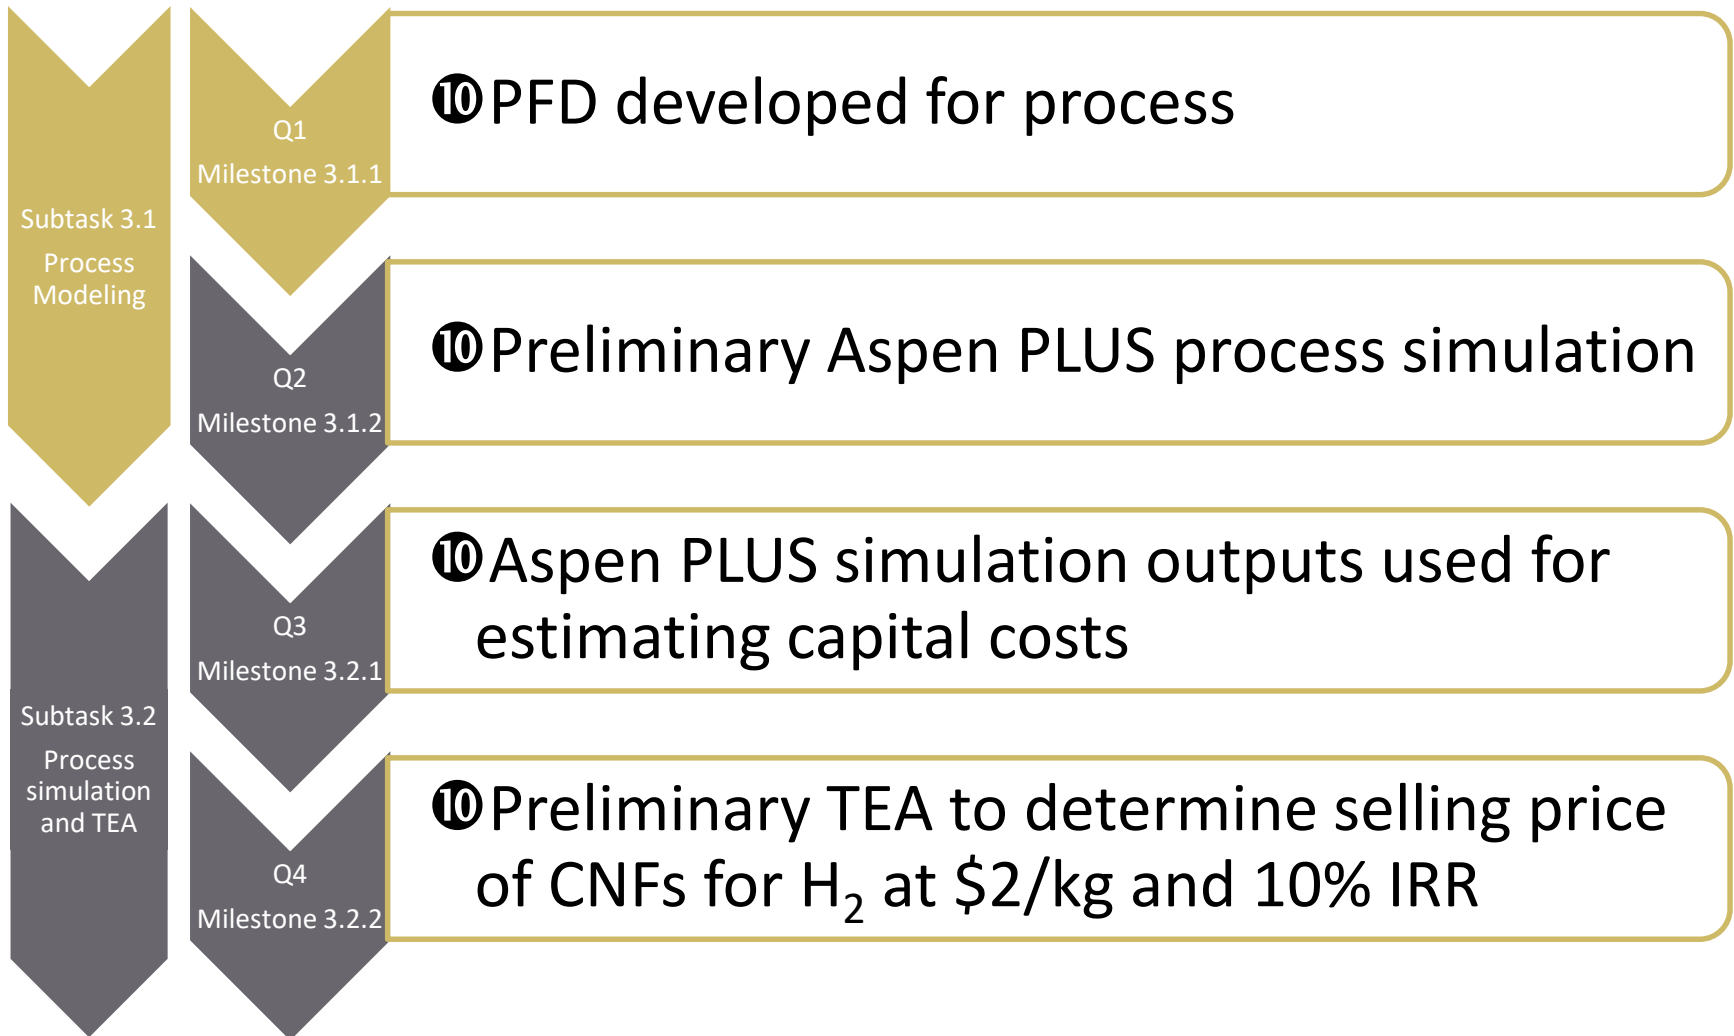 Subtask 3.1
Process
Modeling
Q1
Milestone 3.1.1
❿PFD developed for process
Q2
Milestone 3.1.2
❿Preliminary Aspen PLUS process simulation
Subtask 3.2
Process
simulation
and TEA
Q3
Milestone 3.2.1
❿Aspen PLUS simulation outputs used for
estimating capital costs
Q4
Milestone 3.2.2
❿Preliminary TEA to determine selling price
of CNFs for H₂ at $2/kg and 10% IRR